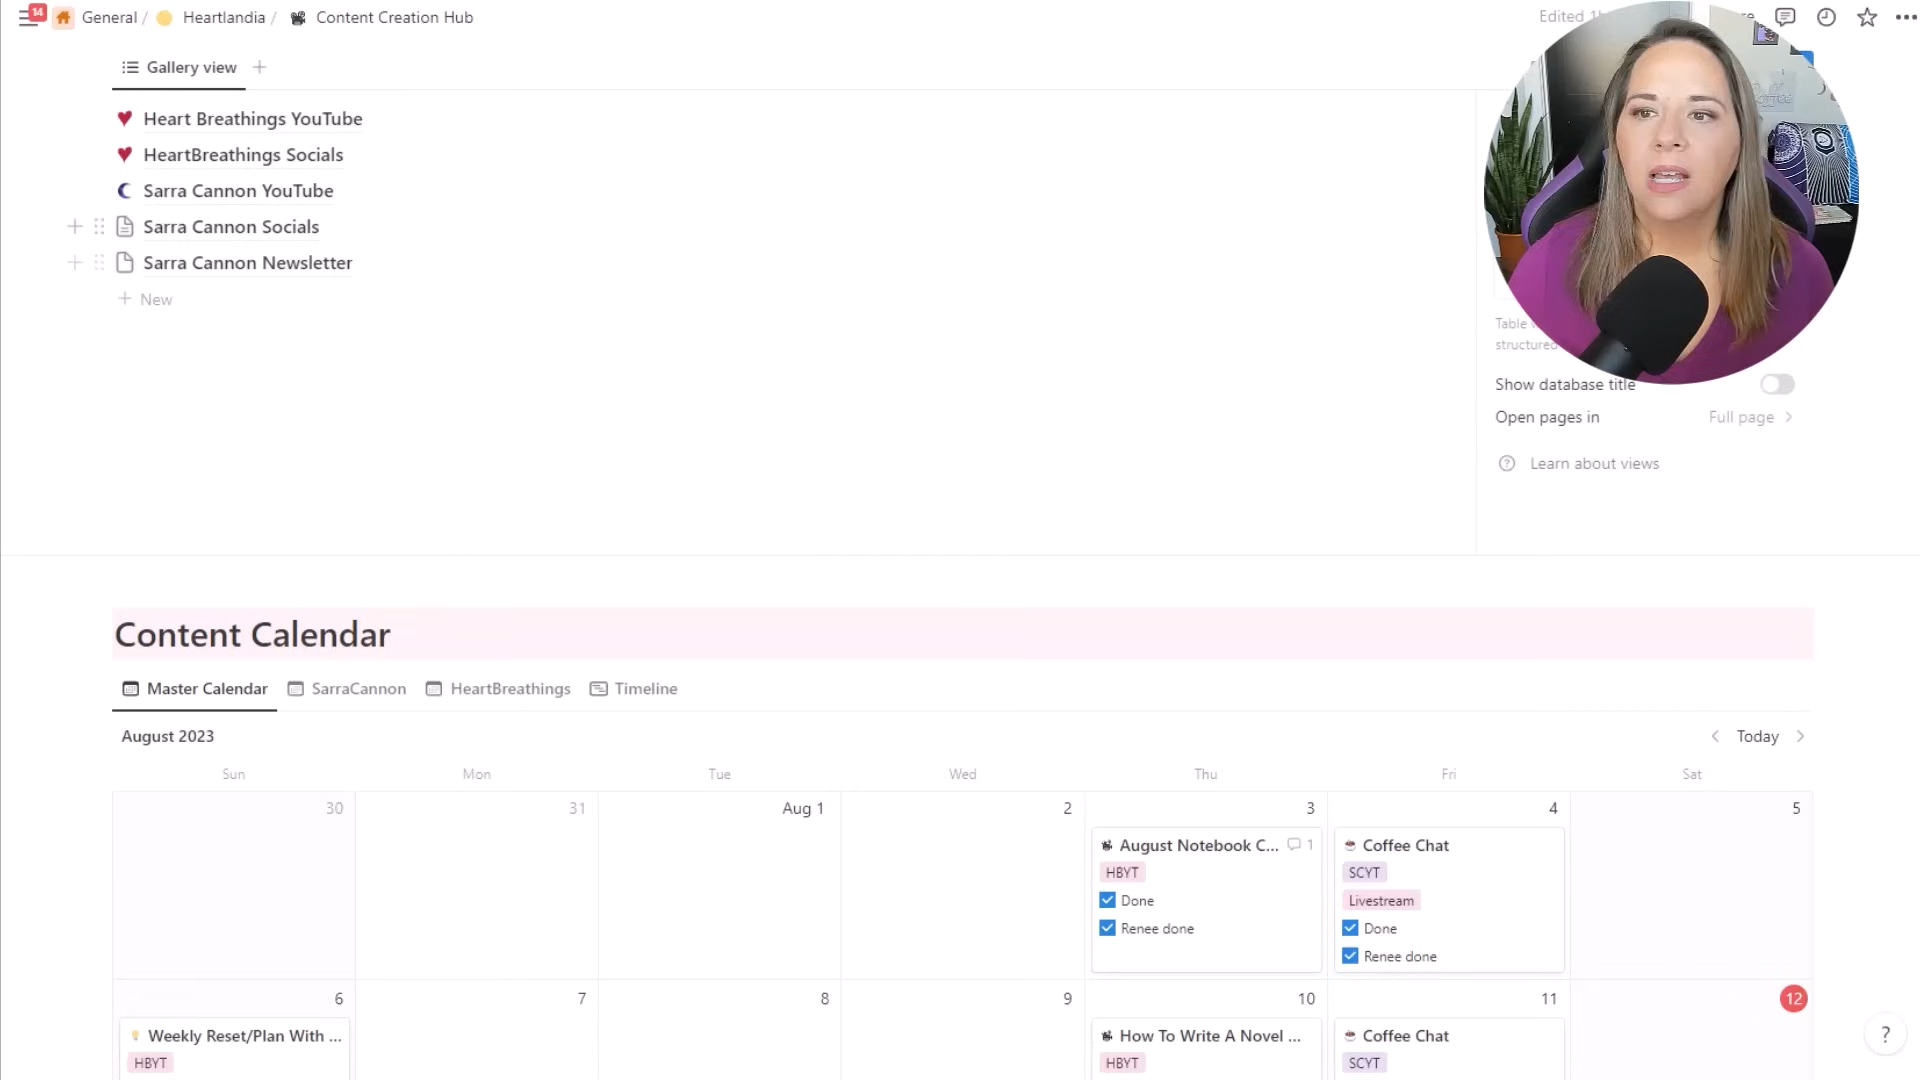 14
General / Heartlandia / Content Creation Hub
Edited
Gallery view
Heart Breathings YouTube
HeartBreathings Socials
Sarra Cannon YouTube
Sarra Cannon Socials
Sarra Cannon Newsletter
New
Table
structured
Show database title
Open pages in Full page
Learn about views
Content Calendar
Master Calendar SarraCannon HeartBreathings Timeline
August 2023 Today
Sun Mon Tue Wed Thu Fri Sat
30 31 Aug 1 2 3 4 5
August Notebook C... 1
HBYT
Done
Renee done
Coffee Chat
SCYT
Livestream
Done
Renee done
6 7 8 9 10 11 12
Weekly Reset/Plan With ...
HBYT
How To Write A Novel ...
HBYT
Coffee Chat
SCYT
?